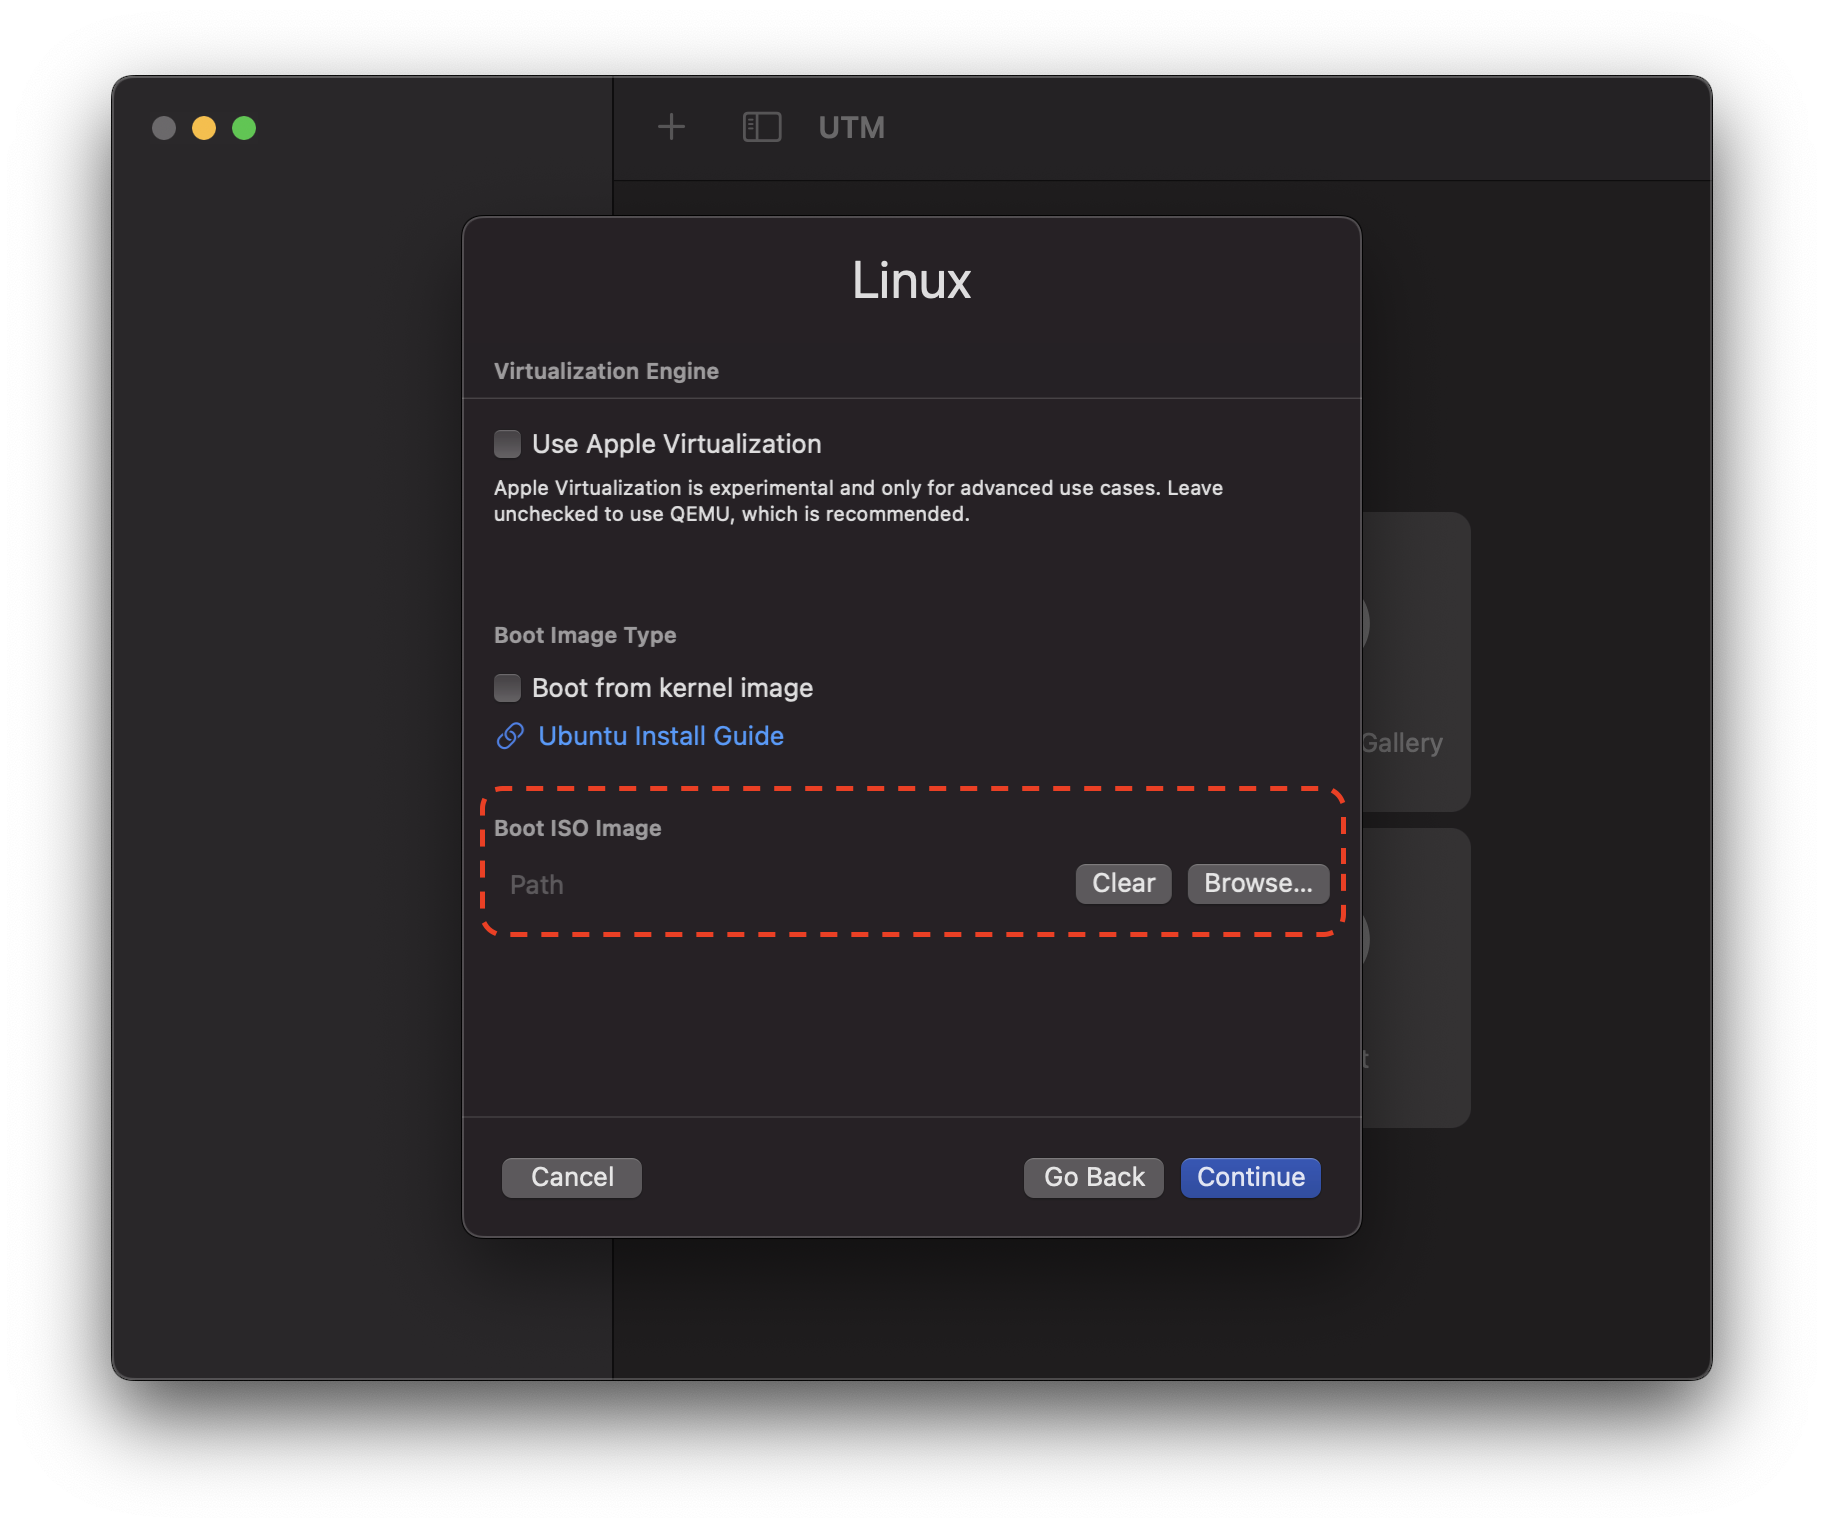 UTM
Linux
Virtualization Engine
Use Apple Virtualization
Apple Virtualization is experimental and only for advanced use cases. Leave
unchecked to use QEMU, which is recommended.
Boot Image Type
Boot from kernel image
Ubuntu Install Guide
Gallery
Boot ISO Image
Path
Clear
Browse...
Cancel
Go Back
Continue